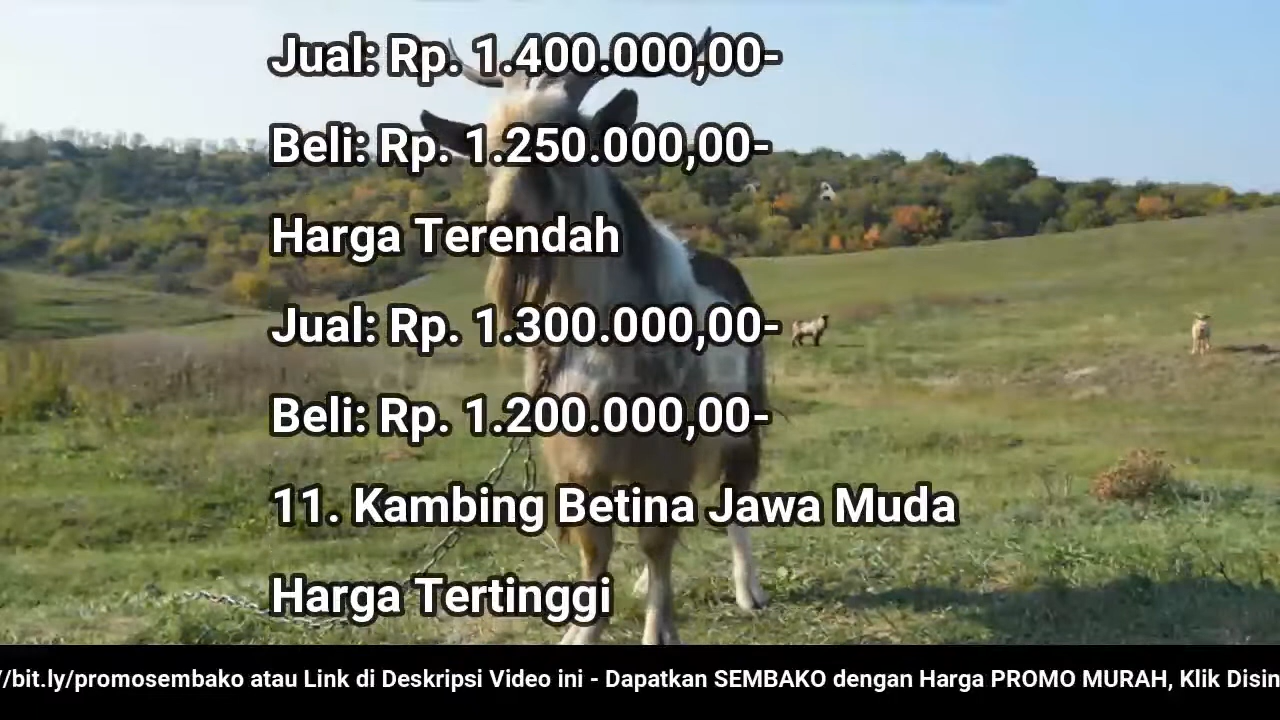 Jual: Rp. 1.400.000,00-
Beli: Rp. 1.250.000,00-
Harga Terendah
Jual: Rp. 1.300.000,00-
Beli: Rp. 1.200.000,00-
11. Kambing Betina Jawa Muda
Harga Tertinggi
//bit.ly/promosembako atau Link di Deskripsi Video ini - Dapatkan SEMBAKO dengan Harga PROMO MURAH, Klik Disin